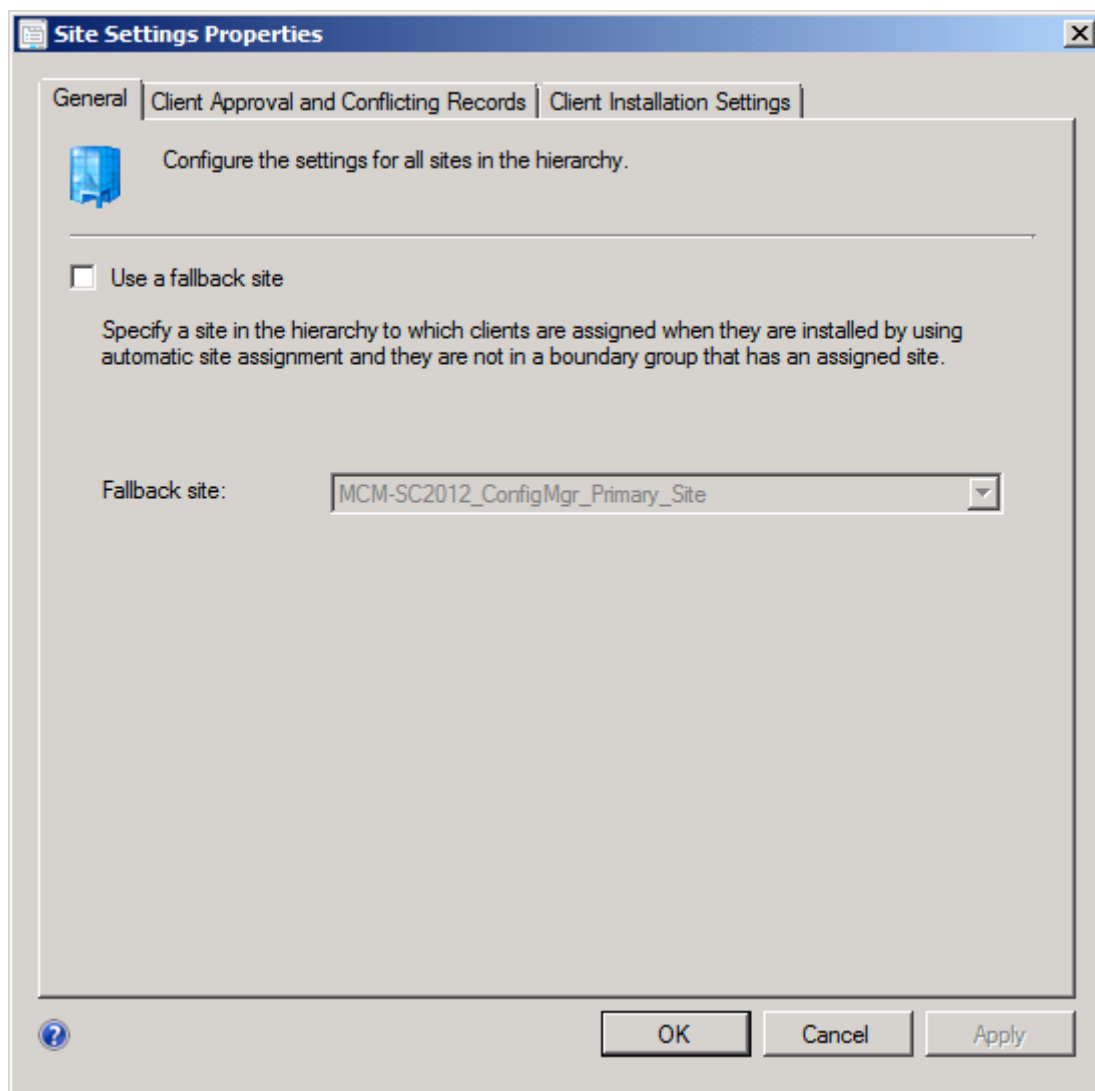 Site Settings Properties
General
Client Approval and Conflicting Records
Client Installation Settings
Configure the settings for all sites in the hierarchy.
Use a fallback site
Specify a site in the hierarchy to which clients are assigned when they are installed by using
automatic site assignment and they are not in a boundary group that has an assigned site.
Fallback site:
MCM-SC2012_ConfigMgr_Primary_Site
OK
Cancel
Apply